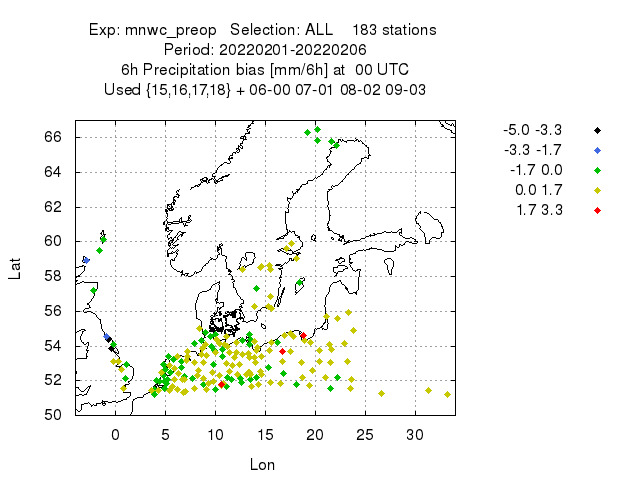 Exp: mnwc_preop Selection: ALL 183 stations
Period: 20220201-20220206
6h Precipitation bias [mm/6h] at 00 UTC
Used {15,16,17,18} + 06-00 07-01 08-02 09-03
-5.0 -3.3
-3.3 -1.7
-1.7 0.0
0.0 1.7
1.7 3.3
66
64
62
60
58
56
54
52
50
Lat
0 5 10 15 20 25 30
Lon